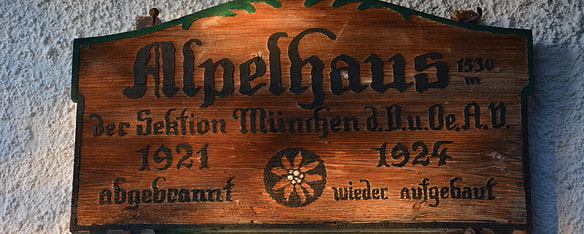 Alpelhaus 1530 m
der Sektion München d.D.u.Oe.A.V.
1921 1924
abgebrannt wieder aufgebaut